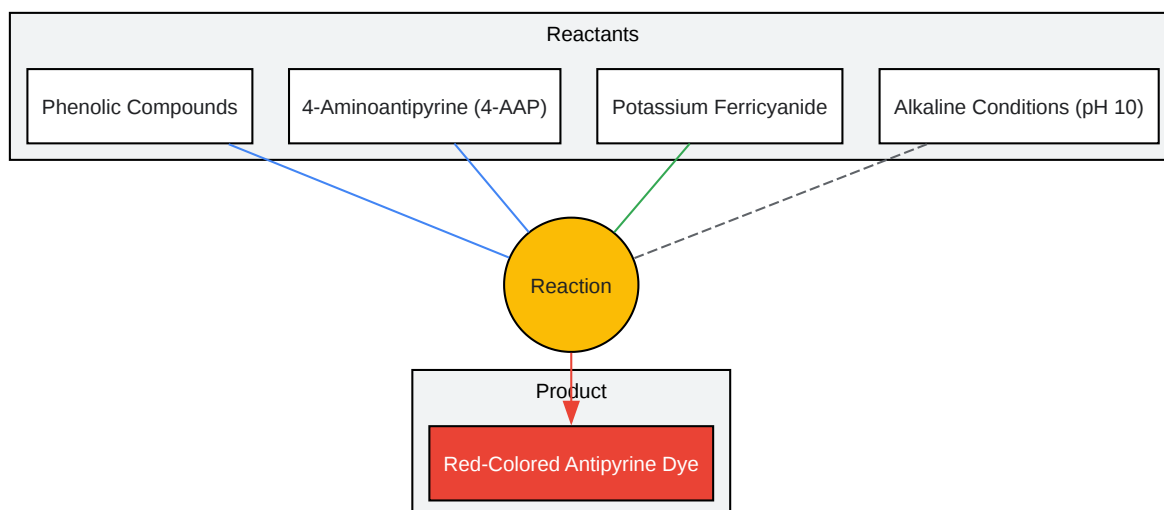 Reactants
Phenolic Compounds
4-Aminoantipyrine (4-AAP)
Potassium Ferricyanide
Alkaline Conditions (pH 10)
Reaction
Product
Red-Colored Antipyrine Dye